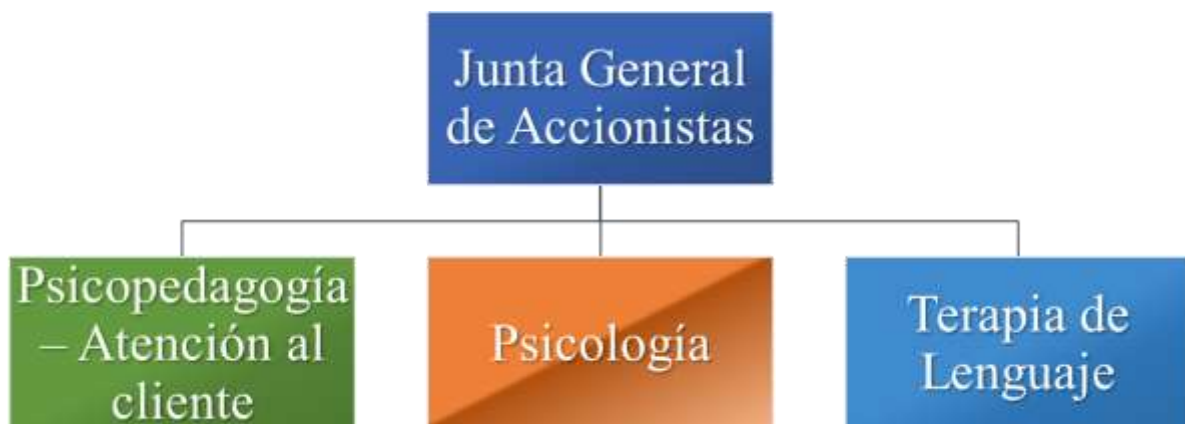 Junta General
de Accionistas
Psicopedagogía
– Atención al
cliente
Psicología
Terapia de
Lenguaje